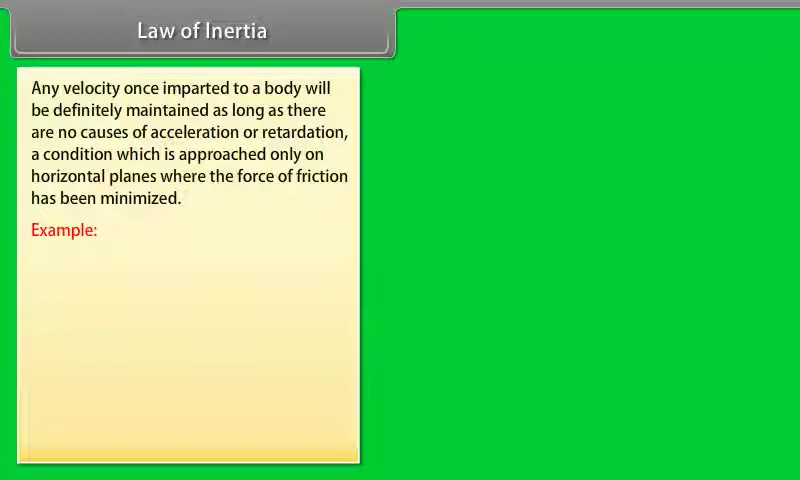 Law of Inertia
Any velocity once imparted to a body will
be definitely maintained as long as there
are no causes of acceleration or retardation,
a condition which is approached only on
horizontal planes where the force of friction
has been minimized.
Example: